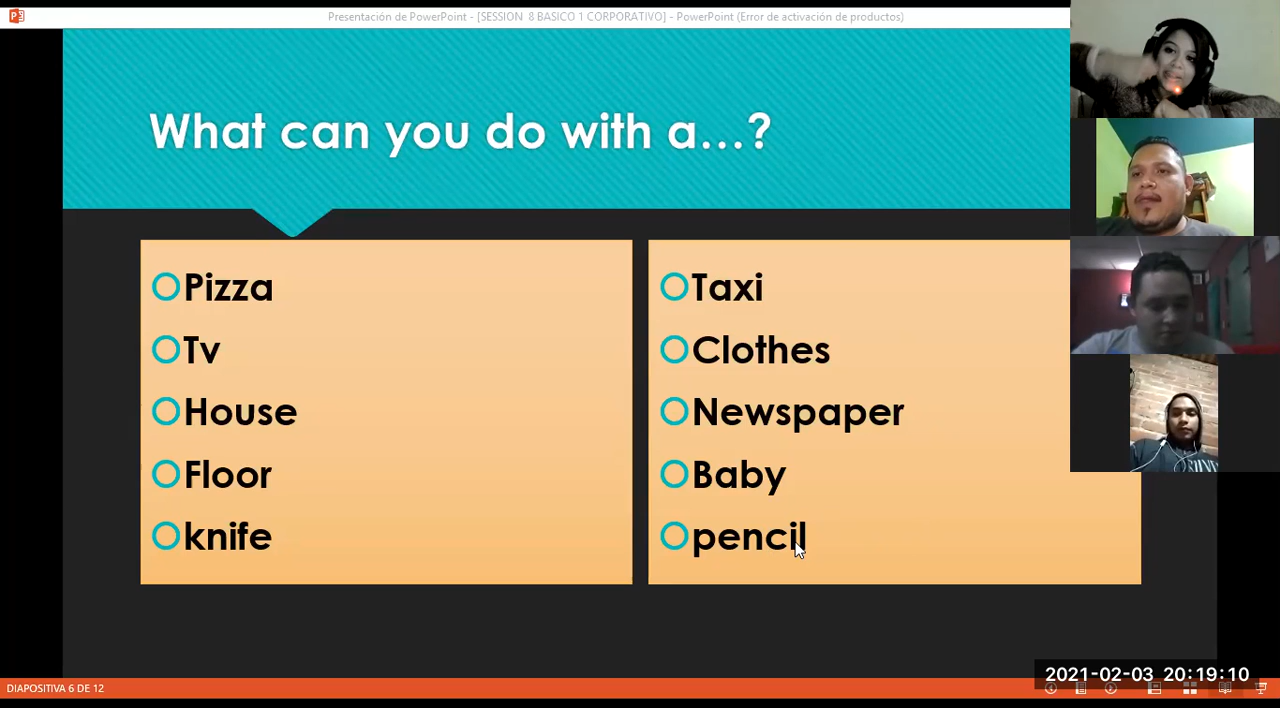 Presentación de PowerPoint - [SESSION 8 BASICO 1 CORPORATIVO] - PowerPoint (Error de activación de productos)
What can you do with a...?
Pizza
Tv
House
Floor
knife
Taxi
Clothes
Newspaper
Baby
pencil
2021-02-03 20:19:10
DIAPOSITIVA 6 DE 12